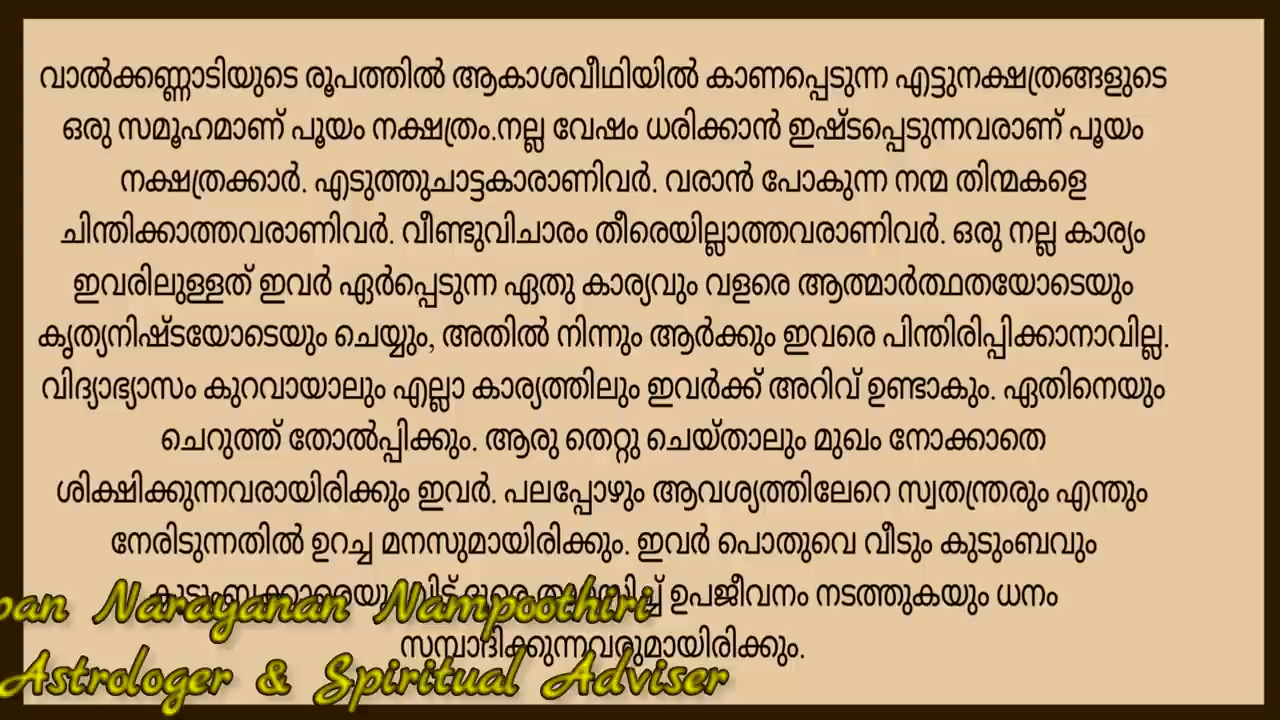 വാൽക്കണ്ണാടിയുടെ രൂപത്തിൽ ആകാശവീഥിയിൽ കാണപ്പെടുന്ന എട്ടുനക്ഷത്രങ്ങളുടെ
ഒരു സമൂഹമാണ് പൂയം നക്ഷത്രം.നല്ല വേഷം ധരിക്കാൻ ഇഷ്ടപ്പെടുന്നവരാണ് പൂയം
നക്ഷത്രക്കാർ. എടുത്തുചാട്ടകാരാണിവർ. വരാൻ പോകുന്ന നന്മ തിന്മകളെ
ചിന്തിക്കാത്തവരാണിവർ. വീണ്ടുവിചാരം തീരെയില്ലാത്തവരാണിവർ. ഒരു നല്ല കാര്യം
ഇവരിലുള്ളത് ഇവർ ഏർപ്പെടുന്ന ഏതു കാര്യവും വളരെ ആത്മാർത്ഥതയോടെയും
കൃത്യനിഷ്ടയോടെയും ചെയ്യും, അതിൽ നിന്നും ആർക്കും ഇവരെ പിന്തിരിപ്പിക്കാനാവില്ല.
വിദ്യാഭ്യാസം കുറവായാലും എല്ലാ കാര്യത്തിലും ഇവർക്ക് അറിവ് ഉണ്ടാകും. ഏതിനെയും
ചെറുത്ത് തോൽപ്പിക്കും. ആരു തെറ്റു ചെയ്താലും മുഖം നോക്കാതെ
ശിക്ഷിക്കുന്നവരായിരിക്കും ഇവർ. പലപ്പോഴും ആവശ്യത്തിലേറെ സ്വതന്ത്രരും എന്തും
നേരിടുന്നതിൽ ഉറച്ച മനസുമായിരിക്കും. ഇവർ പൊതുവെ വീടും കുടുംബവും
ഉപജീവനം നടത്തുകയും ധനം
സമ്പാദിക്കുന്നവരുമായിരിക്കും.
Narayanan Nampoothiri
Astrologer & Spiritual Adviser